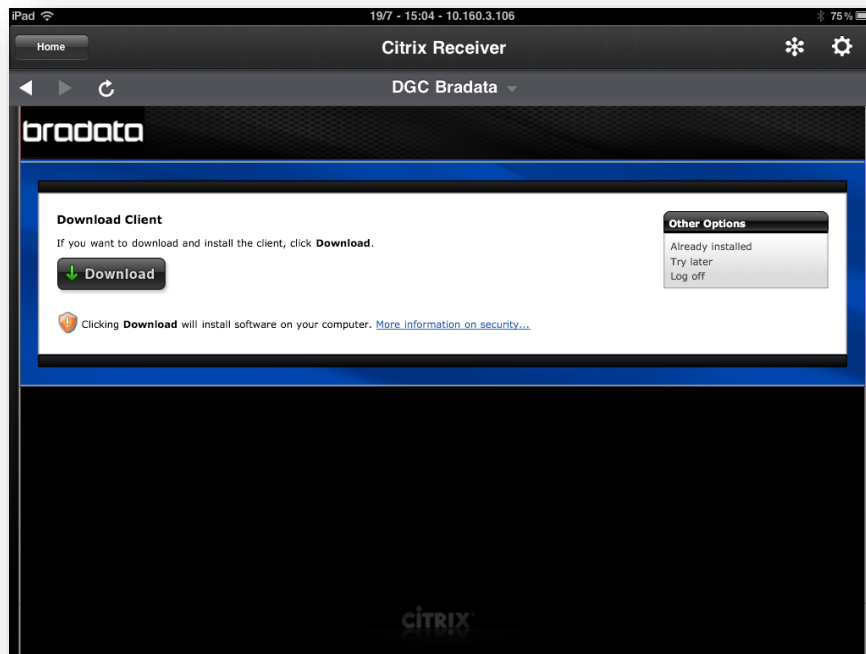 iPad 19/7 - 15:04 - 10.160.3.106 75%
Home Citrix Receiver
DGC Bradata
bradata
Download Client
If you want to download and install the client, click Download.
Download
Clicking Download will install software on your computer. More information on security...
Other Options
Already installed
Try later
Log off
CITRIX